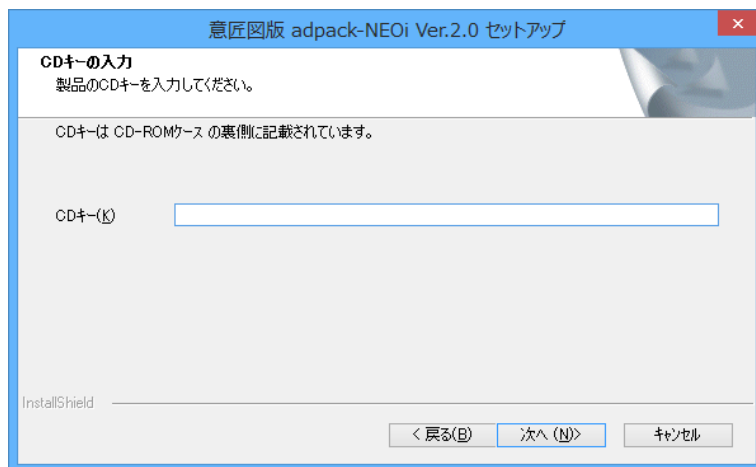 意匠図版 adpack-NEOi Ver.2.0 セットアップ
CDキーの入力
製品のCDキーを入力してください。
CDキーは CD-ROMケース の裏側に記載されています。
CDキー(K)
InstallShield
< 戻る(B)
次へ (N)>
キャンセル